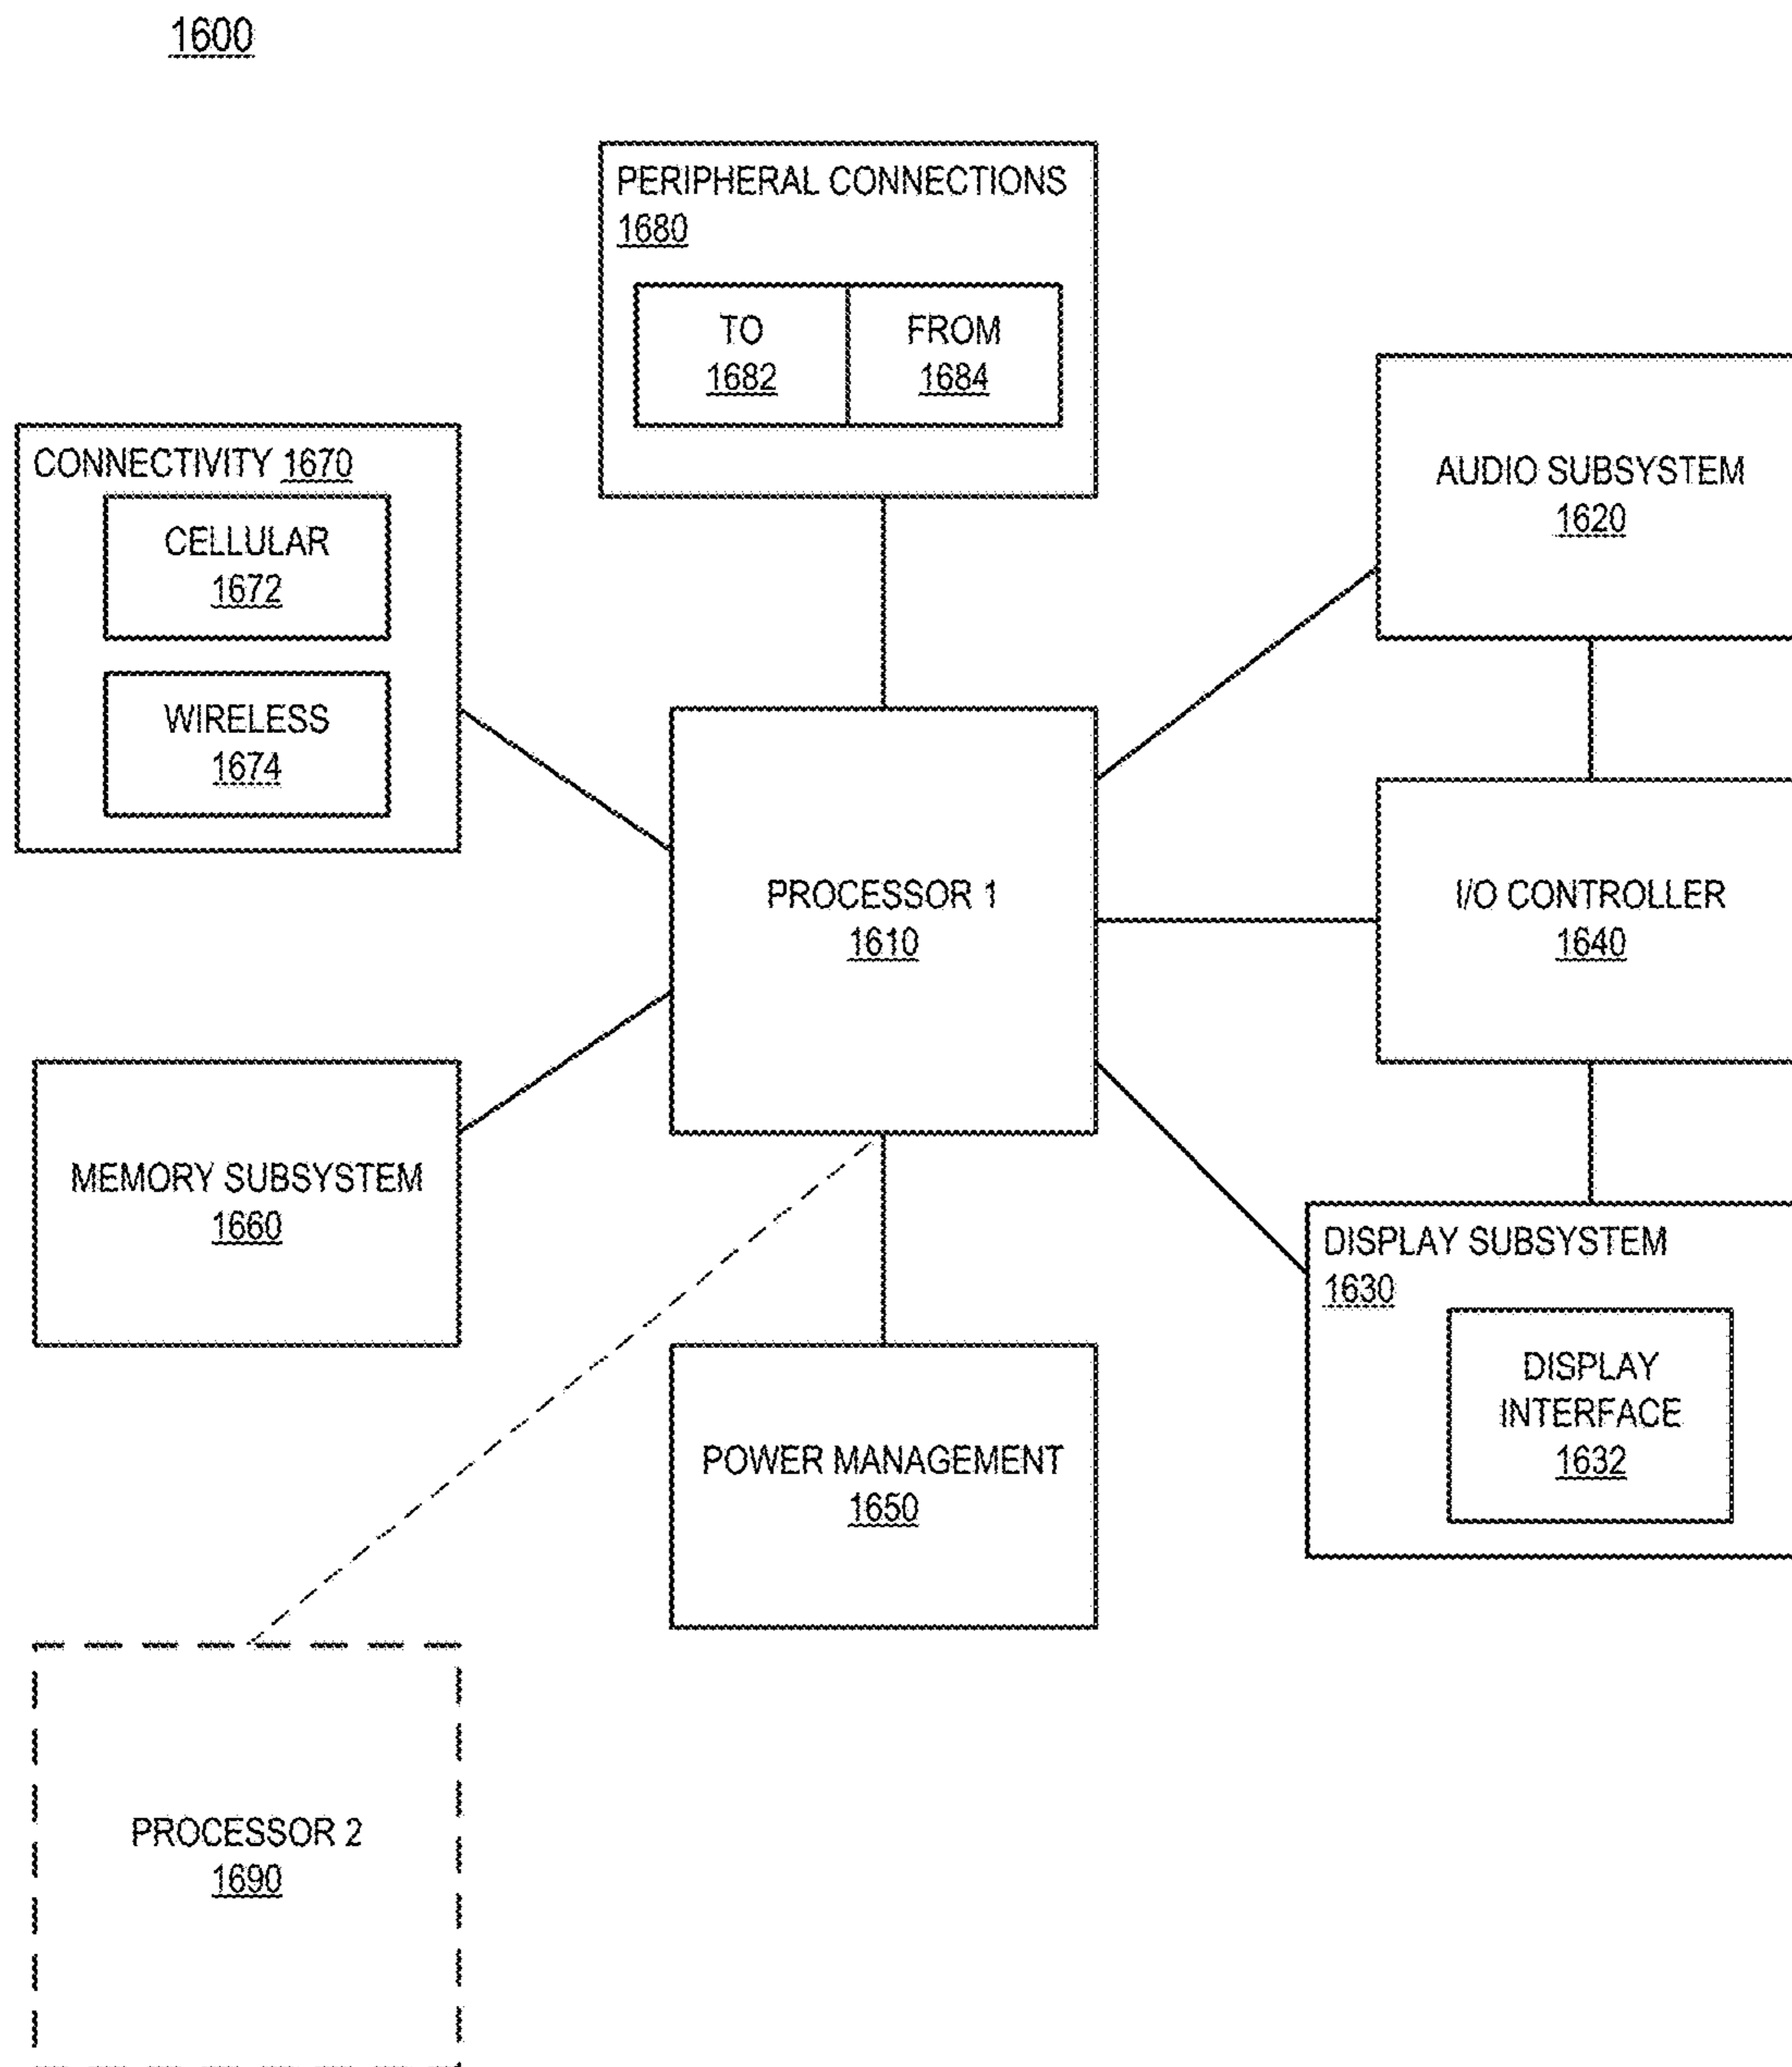 1600
PERIPHERAL CONNECTIONS
1680
TO
1682
FROM
1684
AUDIO SUBSYSTEM
1620
CONNECTIVITY 1670
CELLULAR
1672
WIRELESS
1674
PROCESSOR 1
1610
I/O CONTROLLER
1640
MEMORY SUBSYSTEM
1660
DISPLAY SUBSYSTEM
1630
DISPLAY
INTERFACE
1632
POWER MANAGEMENT
1650
PROCESSOR 2
1690